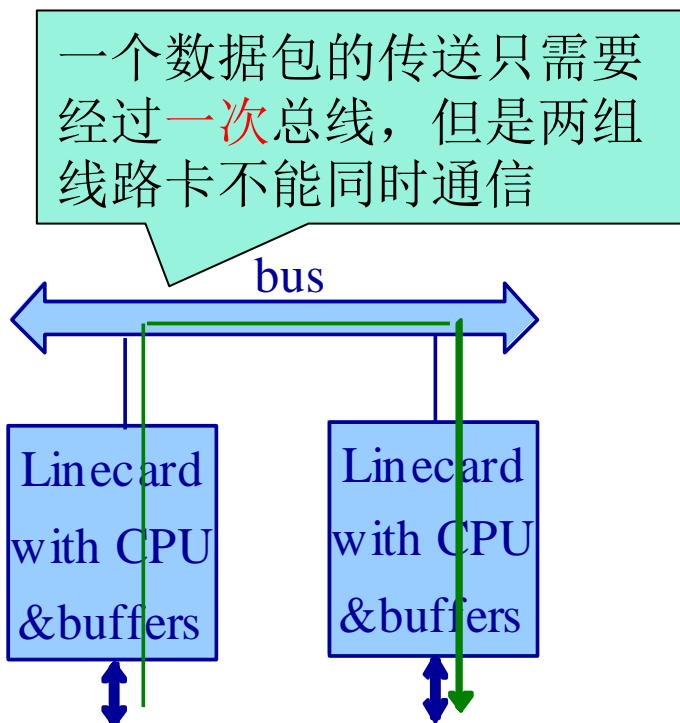 一个数据包的传送只需要
经过一次总线，但是两组
线路卡不能同时通信
bus
Linecard
with CPU
&buffers
Linecard
with CPU
&buffers